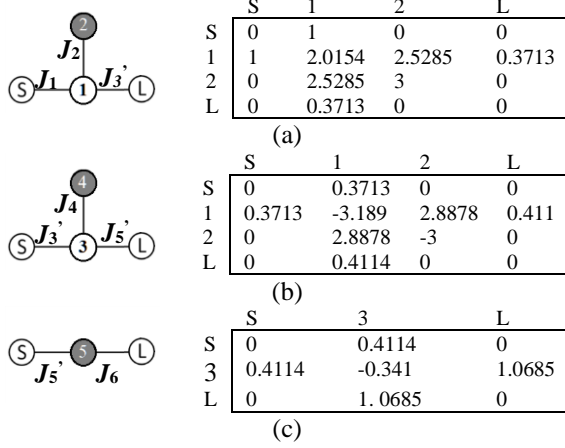 S 1 2 L
S 0 1 0 0
1 1 2.0154 2.5285 0.3713
2 0 2.5285 3 0
L 0 0.3713 0 0
2
J2
J1 J3’
S 1 L
(a)
S 1 2 L
S 0 0.3713 0 0
1 0.3713 -3.189 2.8878 0.411
2 0 2.8878 -3 0
L 0 0.4114 0 0
4
J4
J3’ J5’
S 3 L
(b)
S 3 L
S 0 0.4114 0
3 0.4114 -0.341 1.0685
L 0 1. 0685 0
S 5 L
J5’ J6
(c)